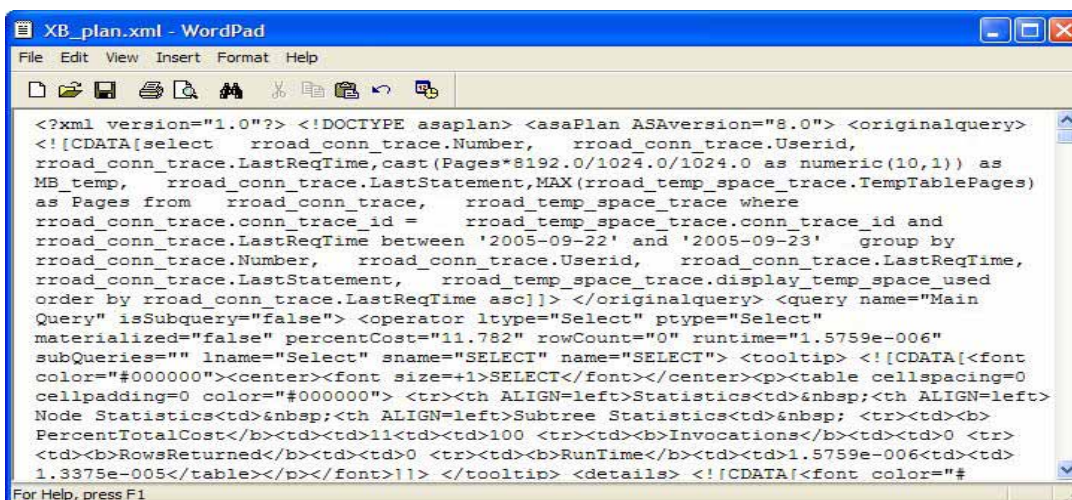 XB_plan.xml - WordPad
File Edit View Insert Format Help
<?xml version="1.0"?> <!DOCTYPE asaplan> <asaPlan ASAversion="8.0"> <originalquery>
<![CDATA[select rroad_conn_trace.Number, rroad_conn_trace.Userid,
rroad_conn_trace.LastReqTime,cast(Pages*8192.0/1024.0/1024.0 as numeric(10,1)) as
MB_temp, rroad_conn_trace.LastStatement,MAX(rroad_temp_space_trace.TempTablePages)
as Pages from rroad_conn_trace, rroad_temp_space_trace where
rroad_conn_trace.conn_trace_id = rroad_temp_space_trace.conn_trace_id and
rroad_conn_trace.LastReqTime between '2005-09-22' and '2005-09-23' group by
rroad_conn_trace.Number, rroad_conn_trace.Userid, rroad_conn_trace.LastReqTime,
rroad_conn_trace.LastStatement, rroad_temp_space_trace.display_temp_space_used
order by rroad_conn_trace.LastReqTime asc]]> </originalquery> <query name="Main
Query" isSubquery="false"> <operator ltype="Select" ptype="Select"
materialized="false" percentCost="11.782" rowCount="0" runtime="1.5759e-006"
subQueries="" lname="Select" sname="SELECT" name="SELECT"> <tooltip> <![CDATA[<font
color="#000000"><center><font size=+1>SELECT</font></center><p><table cellspacing=0
cellpadding=0 color="#000000"> <tr><th ALIGN=left>Statistics<td>&nbsp;<th ALIGN=left>
Node Statistics<td>&nbsp;<th ALIGN=left>Subtree Statistics<td>&nbsp; <tr><td><b>
PercentTotalCost</b><td><td>11<td><td>100 <tr><td><b>Invocations</b><td><td>0 <tr>
<td><b>RowsReturned</b><td><td>0 <tr><td><b>RunTime</b><td><td>1.5759e-006<td><td>
1.3375e-005</table></p></font>]]> </tooltip> <details> <![CDATA[<font color="#
For Help, press F1